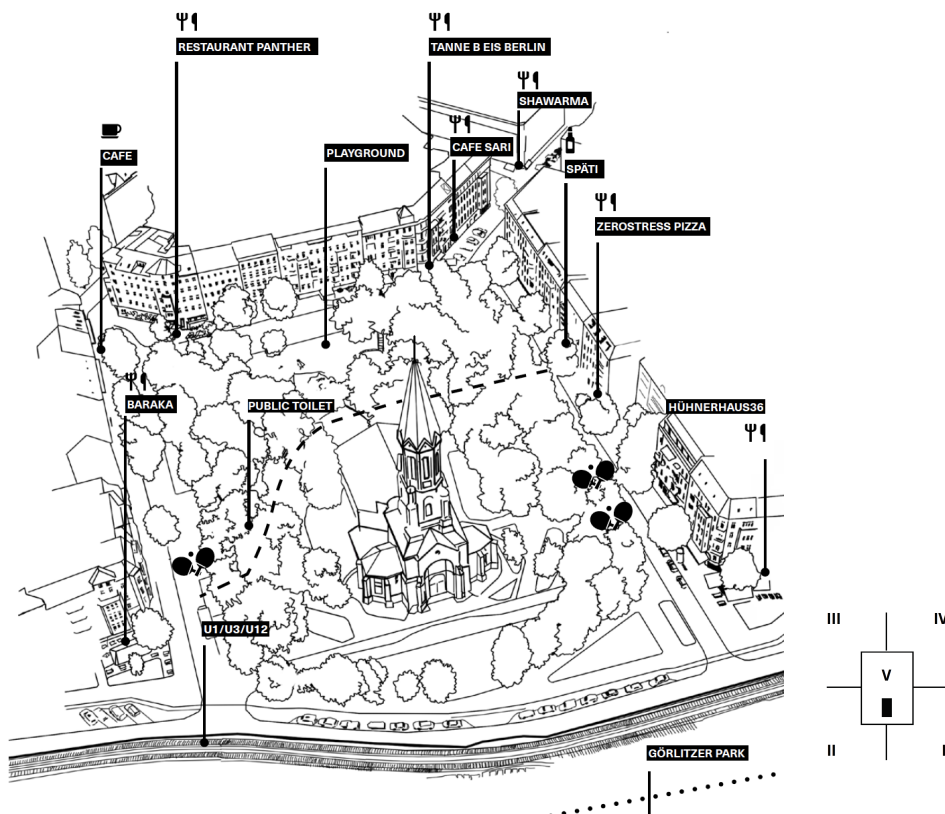 RESTAURANT PANTHER
TANNE B EIS BERLIN
SHAWARMA
CAFE
PLAYGROUND
CAFE SARI
SPÄTI
ZEROSTRESS PIZZA
BARAKA
PUBLIC TOILET
HÜHNERHAUS36
U1/U3/U12
III
IV
V
II
I
GÖRLITZER PARK